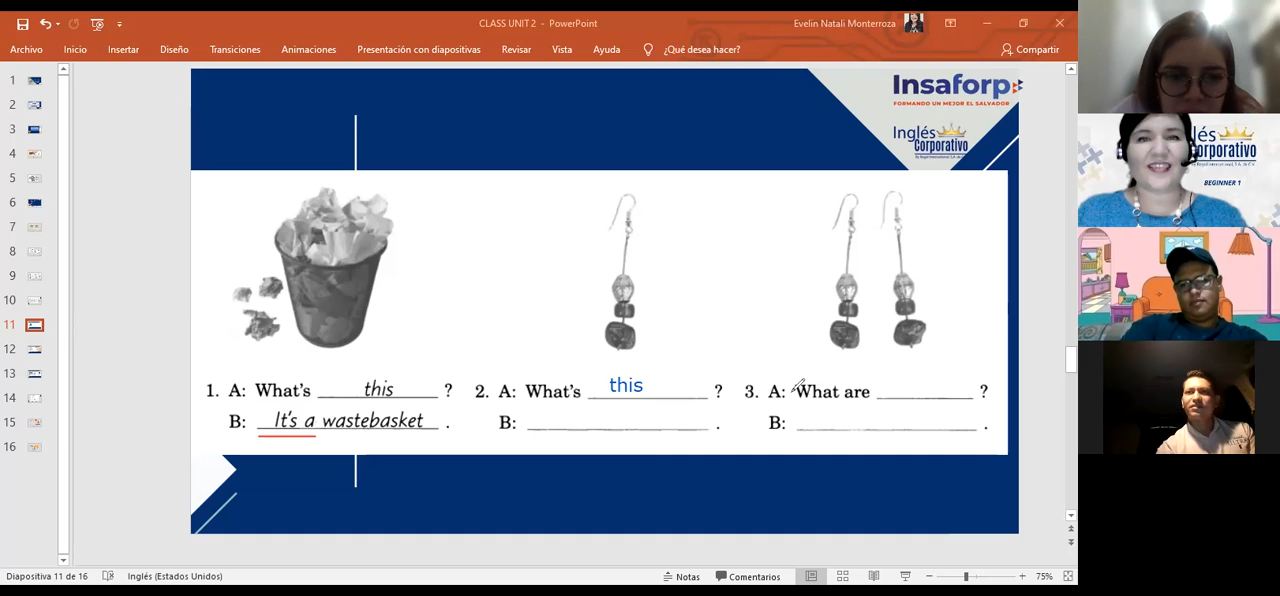 CLASS UNIT 2 - PowerPoint
Evelin Natali Monterroza
Archivo Inicio Insertar Diseño Transiciones Animaciones Presentación con diapositivas Revisar Vista Ayuda ¿Qué desea hacer? Compartir
1
2
3
4
5
6
7
8
9
10
11
12
13
14
15
16
Insaforp
FORMANDO UN MEJOR EL SALVADOR
Inglés
Corporativo
1. A: What's this ?
B: It's a wastebasket .
2. A: What's this ?
B: .
3. A: What are ?
B: .
Diapositiva 11 de 16 Inglés (Estados Unidos) Notas Comentarios 75%
lés
orporativo
BEGINNER 1